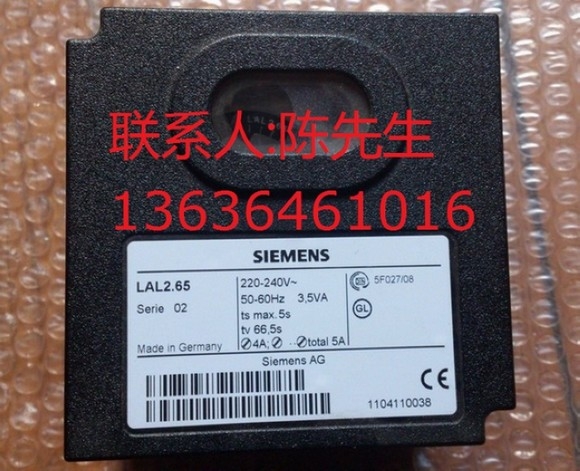 LAL2
联系人:陈先生
13636461016
SIEMENS
LAL2.65
Serie 02
Made in Germany
220-240V~
50-60Hz 3,5VA
ts max. 5s
tv 66,5s
⊘4A; ⊘ ··⊘total 5A
5F027/08
GL
Siemens AG
CE
1104110038